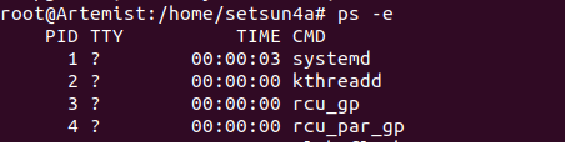 root@Artemist:/home/setsun4a# ps -e
PID TTY TIME CMD
1 ? 00:00:03 systemd
2 ? 00:00:00 kthreadd
3 ? 00:00:00 rcu_gp
4 ? 00:00:00 rcu_par_gp